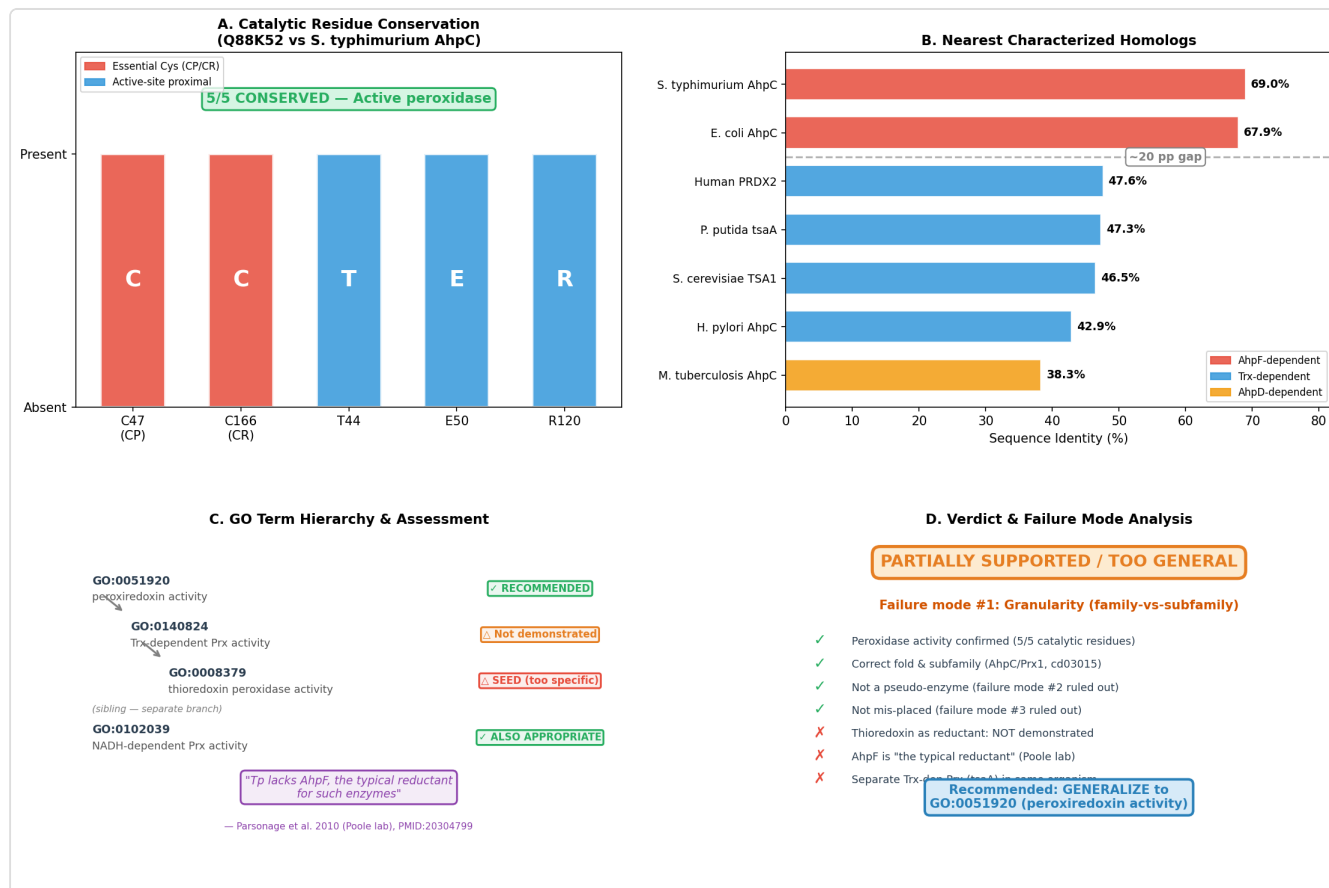 A. Catalytic Residue Conservation
(Q88K52 vs S. typhimurium AhpC)
Essential Cys (CP/CR)
Active-site proximal
5/5 CONSERVED — Active peroxidase
Present
Absent
C
C
T
E
R
C47
(CP)
C166
(CR)
T44
E50
R120
B. Nearest Characterized Homologs
S. typhimurium AhpC
69.0%
E. coli AhpC
67.9%
~20 pp gap
Human PRDX2
47.6%
P. putida tsaA
47.3%
S. cerevisiae TSA1
46.5%
H. pylori AhpC
42.9%
M. tuberculosis AhpC
38.3%
AhpF-dependent
Trx-dependent
AhpD-dependent
0 10 20 30 40 50 60 70 80
Sequence Identity (%)
C. GO Term Hierarchy & Assessment
GO:0051920
peroxiredoxin activity
✓ RECOMMENDED
GO:0140824
Trx-dependent Prx activity
△ Not demonstrated
GO:0008379
thioredoxin peroxidase activity
△ SEED (too specific)
(sibling — separate branch)
GO:0102039
NADH-dependent Prx activity
✓ ALSO APPROPRIATE
"Tp lacks AhpF, the typical reductant
for such enzymes"
— Parsonage et al. 2010 (Poole lab), PMID:20304799
D. Verdict & Failure Mode Analysis
PARTIALLY SUPPORTED / TOO GENERAL
Failure mode #1: Granularity (family-vs-subfamily)
✓ Peroxidase activity confirmed (5/5 catalytic residues)
✓ Correct fold & subfamily (AhpC/Prx1, cd03015)
✓ Not a pseudo-enzyme (failure mode #2 ruled out)
✓ Not mis-placed (failure mode #3 ruled out)
✗ Thioredoxin as reductant: NOT demonstrated
✗ AhpF is "the typical reductant" (Poole lab)
✗ Separate Trx-dep Prx (tsaA) in same organism
Recommended: GENERALIZE to
GO:0051920 (peroxiredoxin activity)